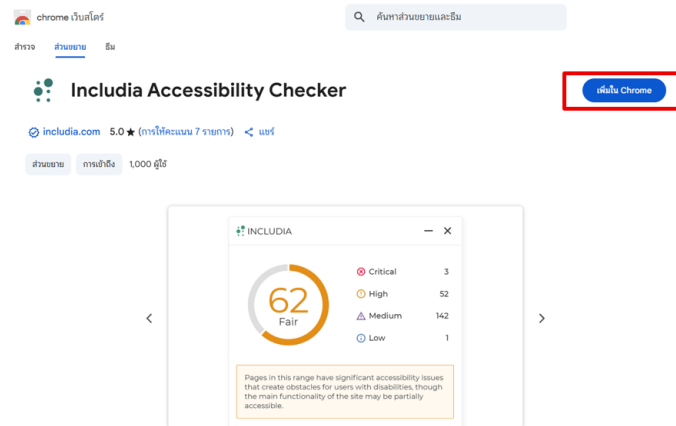 chrome เว็บสโตร์
ค้นหาส่วนขยายและธีม
สำรวจ ส่วนขยาย ธีม
Includia Accessibility Checker
เพิ่มใน Chrome
includia.com 5.0 ★ (การให้คะแนน 7 รายการ) แชร์
ส่วนขยาย การเข้าถึง 1,000 ผู้ใช้
INCLUDIA
62
Fair
Critical 3
High 52
Medium 142
Low 1
Pages in this range have significant accessibility issues
that create obstacles for users with disabilities, though
the main functionality of the site may be partially
accessible.